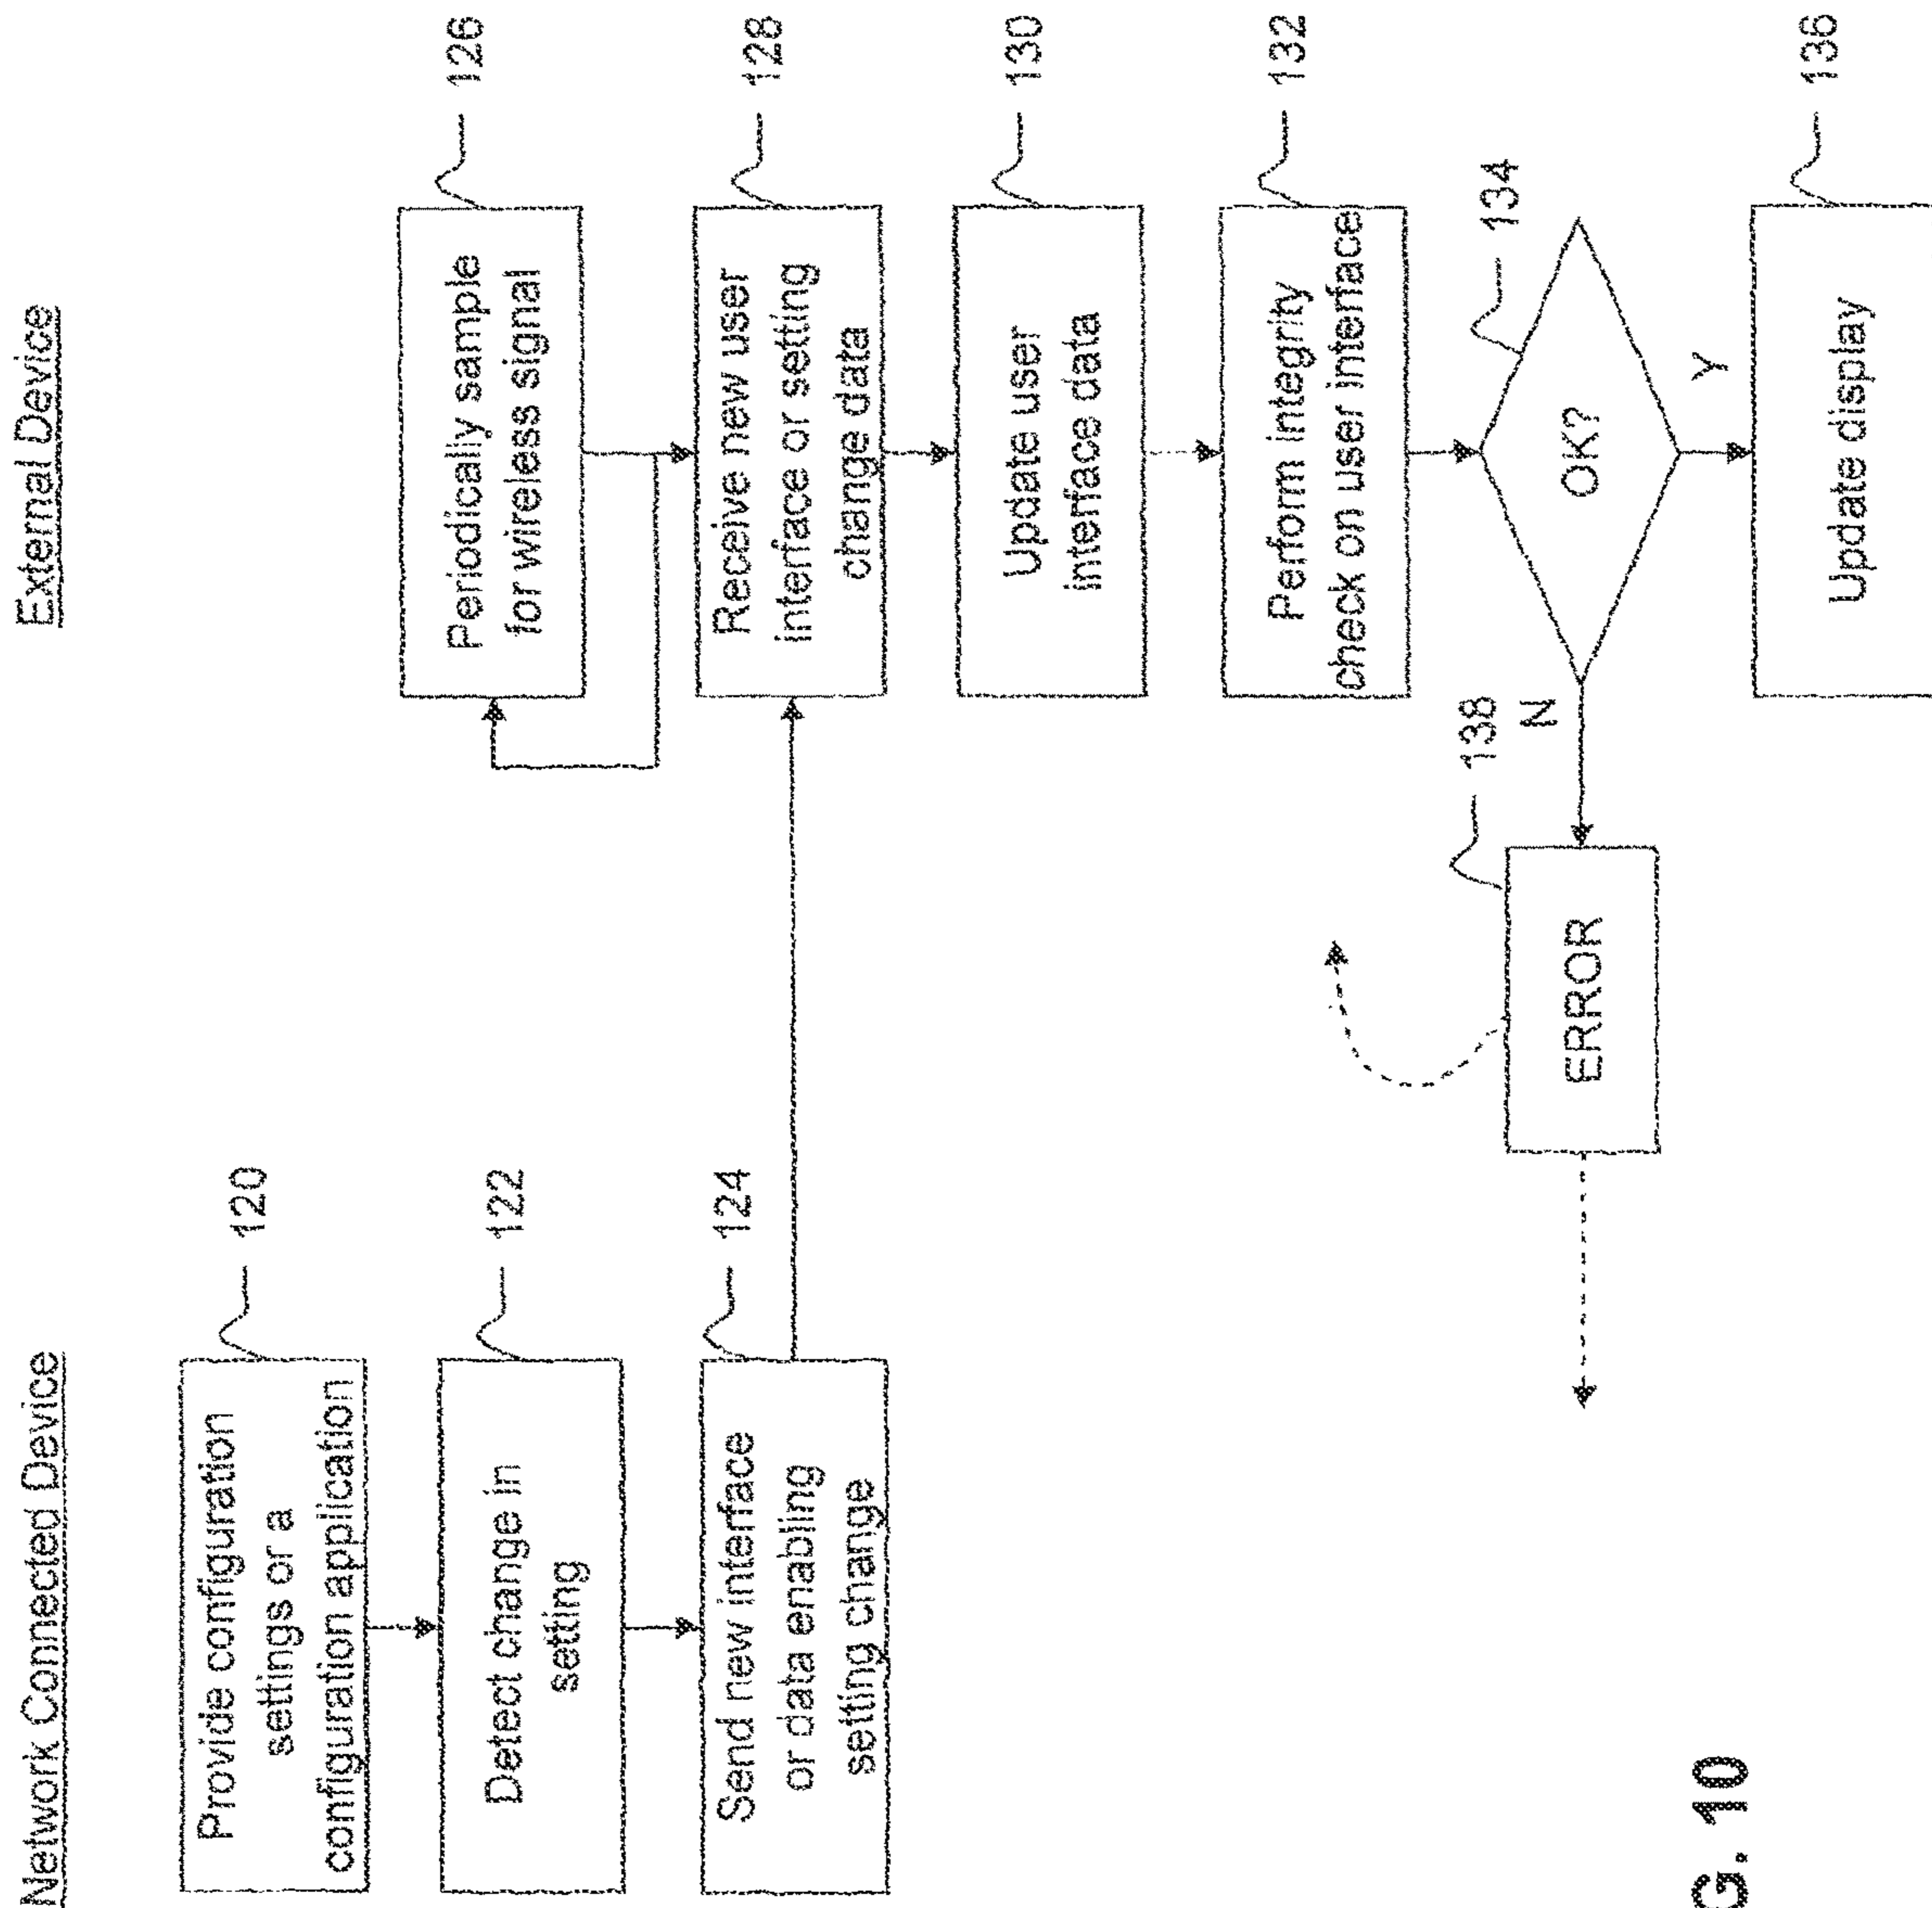 Network Connected Device
Provide configuration
settings or a
configuration application
120
Detect change in
setting
122
Send new interface
or data enabling
setting change
124
External Device
Periodically sample
for wireless signal
126
Receive new user
interface or setting
change data
128
Update user
interface data
130
Perform integrity
check on user interface
132
OK?
134
N
Y
ERROR
138
Update display
136
G. 10